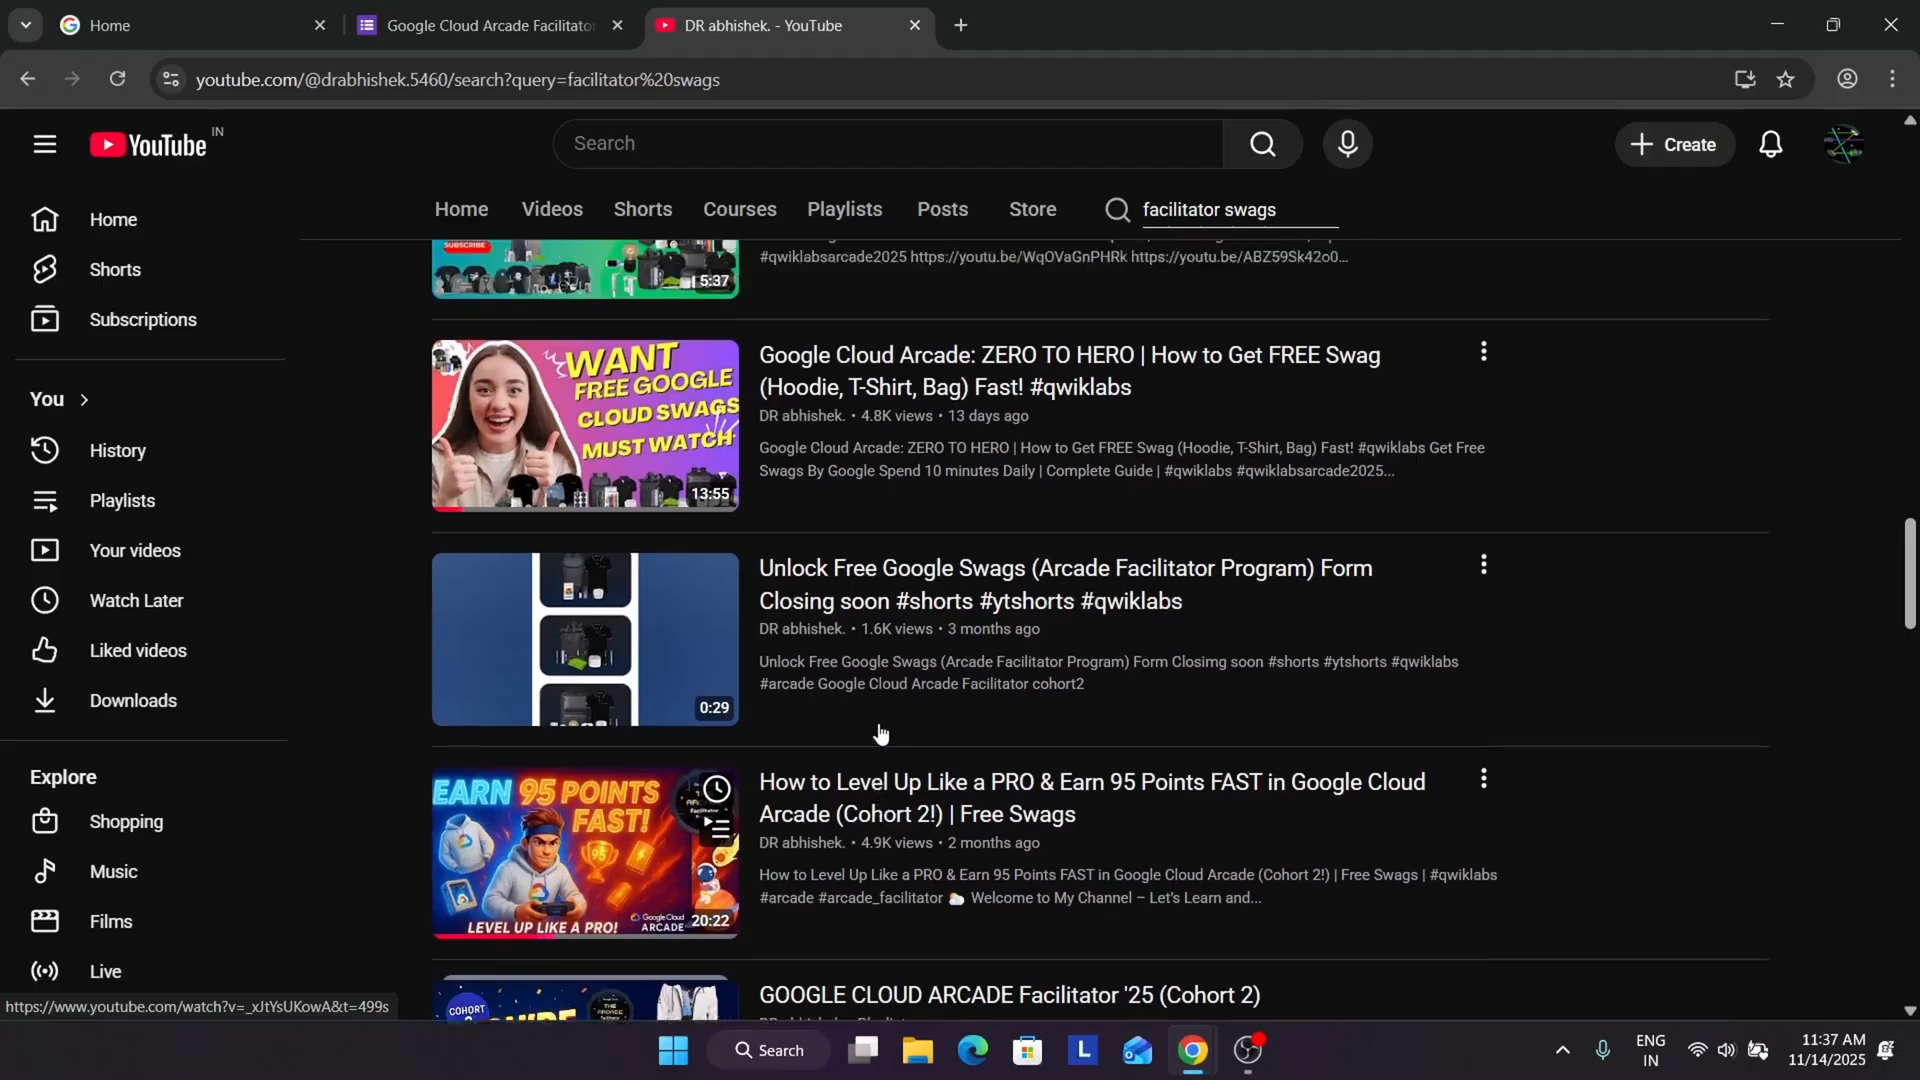 Home
Google Cloud Arcade Facilitato
DR abhishek. - YouTube
youtube.com/@drabhishek.5460/search?query=facilitator%20swags
YouTube IN
Search
Create
Home
Videos
Shorts
Courses
Playlists
Posts
Store
facilitator swags
Home
Shorts
Subscriptions
You
History
Playlists
Your videos
Watch Later
Liked videos
Downloads
Explore
Shopping
Music
Films
Live
SUBSCRIBE
5:37
#qwiklabsarcade2025 https://youtu.be/WqOVaGnPHRk https://youtu.be/ABZ59Sk42o0...
WANT
FREE GOOGLE
CLOUD SWAGS
MUST WATCH
13:55
Google Cloud Arcade: ZERO TO HERO | How to Get FREE Swag
(Hoodie, T-Shirt, Bag) Fast! #qwiklabs
DR abhishek. • 4.8K views • 13 days ago
Google Cloud Arcade: ZERO TO HERO | How to Get FREE Swag (Hoodie, T-Shirt, Bag) Fast! #qwiklabs Get Free
Swags By Google Spend 10 minutes Daily | Complete Guide | #qwiklabs #qwiklabsarcade2025...
0:29
Unlock Free Google Swags (Arcade Facilitator Program) Form
Closing soon #shorts #ytshorts #qwiklabs
DR abhishek. • 1.6K views • 3 months ago
Unlock Free Google Swags (Arcade Facilitator Program) Form Closimg soon #shorts #ytshorts #qwiklabs
#arcade Google Cloud Arcade Facilitator cohort2
EARN 95 POINTS
FAST!
95
LEVEL UP LIKE A PRO!
Google Cloud
ARCADE
20:22
How to Level Up Like a PRO & Earn 95 Points FAST in Google Cloud
Arcade (Cohort 2!) | Free Swags
DR abhishek. • 4.9K views • 2 months ago
How to Level Up Like a PRO & Earn 95 Points FAST in Google Cloud Arcade (Cohort 2!) | Free Swags | #qwiklabs
#arcade #arcade_facilitator 🌥️ Welcome to My Channel – Let's Learn and...
COHORT
GOOGLE CLOUD ARCADE Facilitator '25 (Cohort 2)
https://www.youtube.com/watch?v=_xJtYsUKowA&t=499s
Search
ENG
IN
11:37 AM
11/14/2025